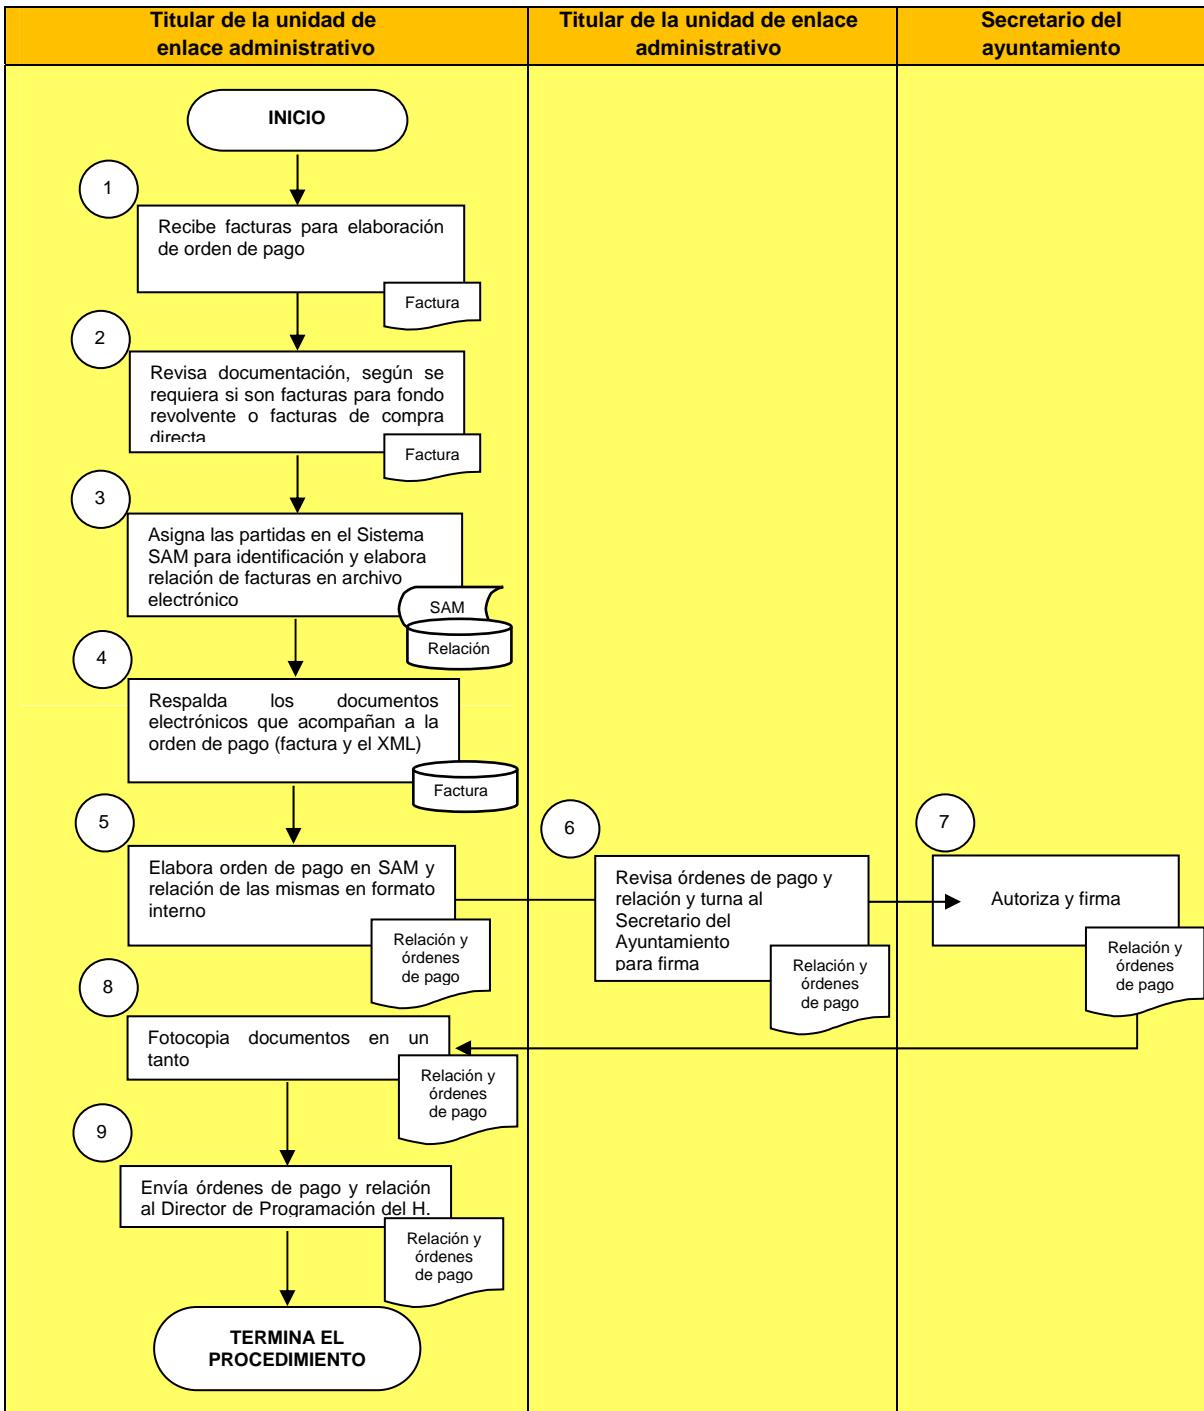 Titular de la unidad de
enlace administrativo
Titular de la unidad de enlace
administrativo
Secretario del
ayuntamiento
INICIO
1
Recibe facturas para elaboración
de orden de pago
Factura
2
Revisa documentación, según se
requiera si son facturas para fondo
revolvente o facturas de compra
directa
Factura
3
Asigna las partidas en el Sistema
SAM para identificación y elabora
relación de facturas en archivo
electrónico
SAM
Relación
4
Respalda los documentos
electrónicos que acompañan a la
orden de pago (factura y el XML)
Factura
5
Elabora orden de pago en SAM y
relación de las mismas en formato
interno
Relación y
órdenes
de pago
6
Revisa órdenes de pago y
relación y turna al
Secretario del
Ayuntamiento
para firma
Relación y
órdenes
de pago
7
Autoriza y firma
Relación y
órdenes
de pago
8
Fotocopia documentos en un
tanto
Relación y
órdenes
de pago
9
Envía órdenes de pago y relación
al Director de Programación del H.
Relación y
órdenes
de pago
TERMINA EL
PROCEDIMIENTO